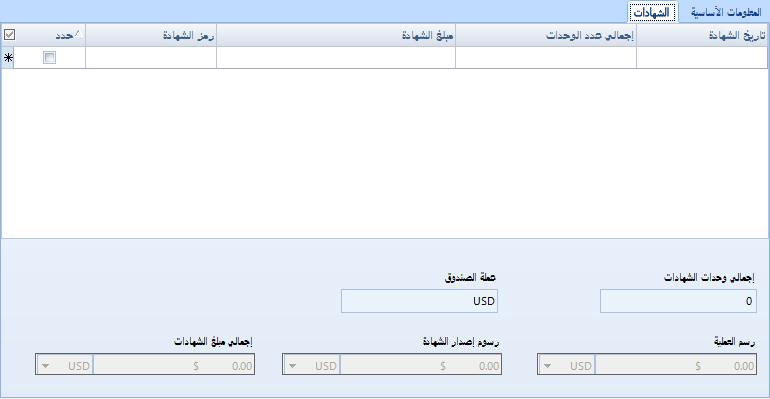 المعلومات الأساسية الشهادات
تاريخ الشهادة إجمالي عدد الوحدات مبلغ الشهادة رمز الشهادة حدد
إجمالي وحدات الشهادات عملة الصندوق
0 USD
رسم العملية رسوم إصدار الشهادة إجمالي مبلغ الشهادات
USD $ 0.00 USD $ 0.00 USD $ 0.00